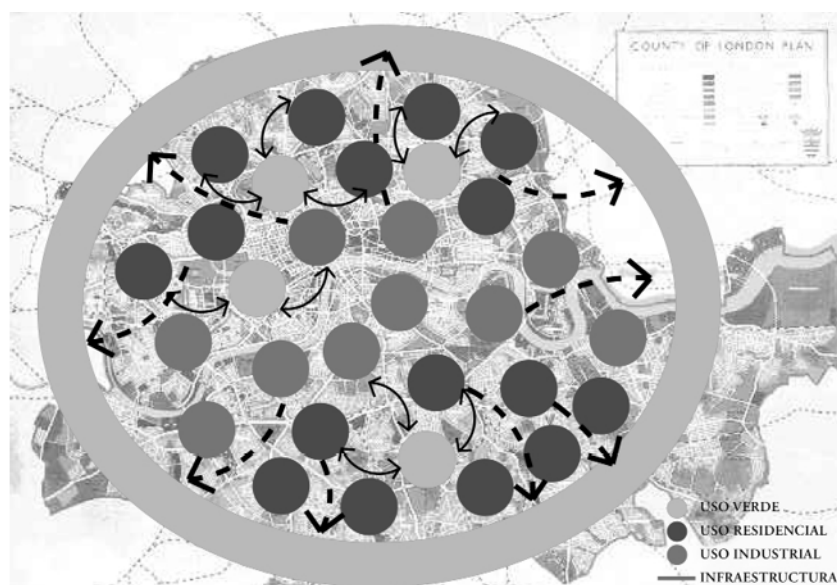 COUNTY OF LONDON PLAN
USO VERDE
USO RESIDENCIAL
USO INDUSTRIAL
INFRAESTRUCTURA